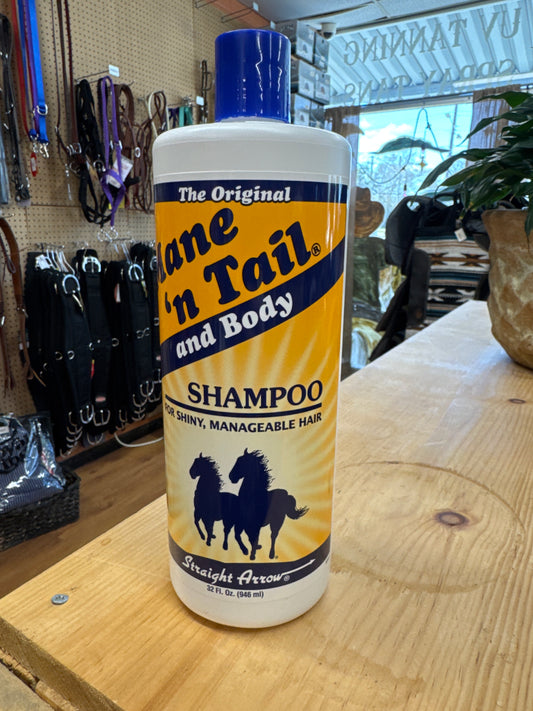 UV TANNING
The Original
Mane
'n Tail®
and Body
SHAMPOO
FOR SHINY, MANAGEABLE HAIR
Straight Arrow®
32 Fl. Oz. (946 ml)